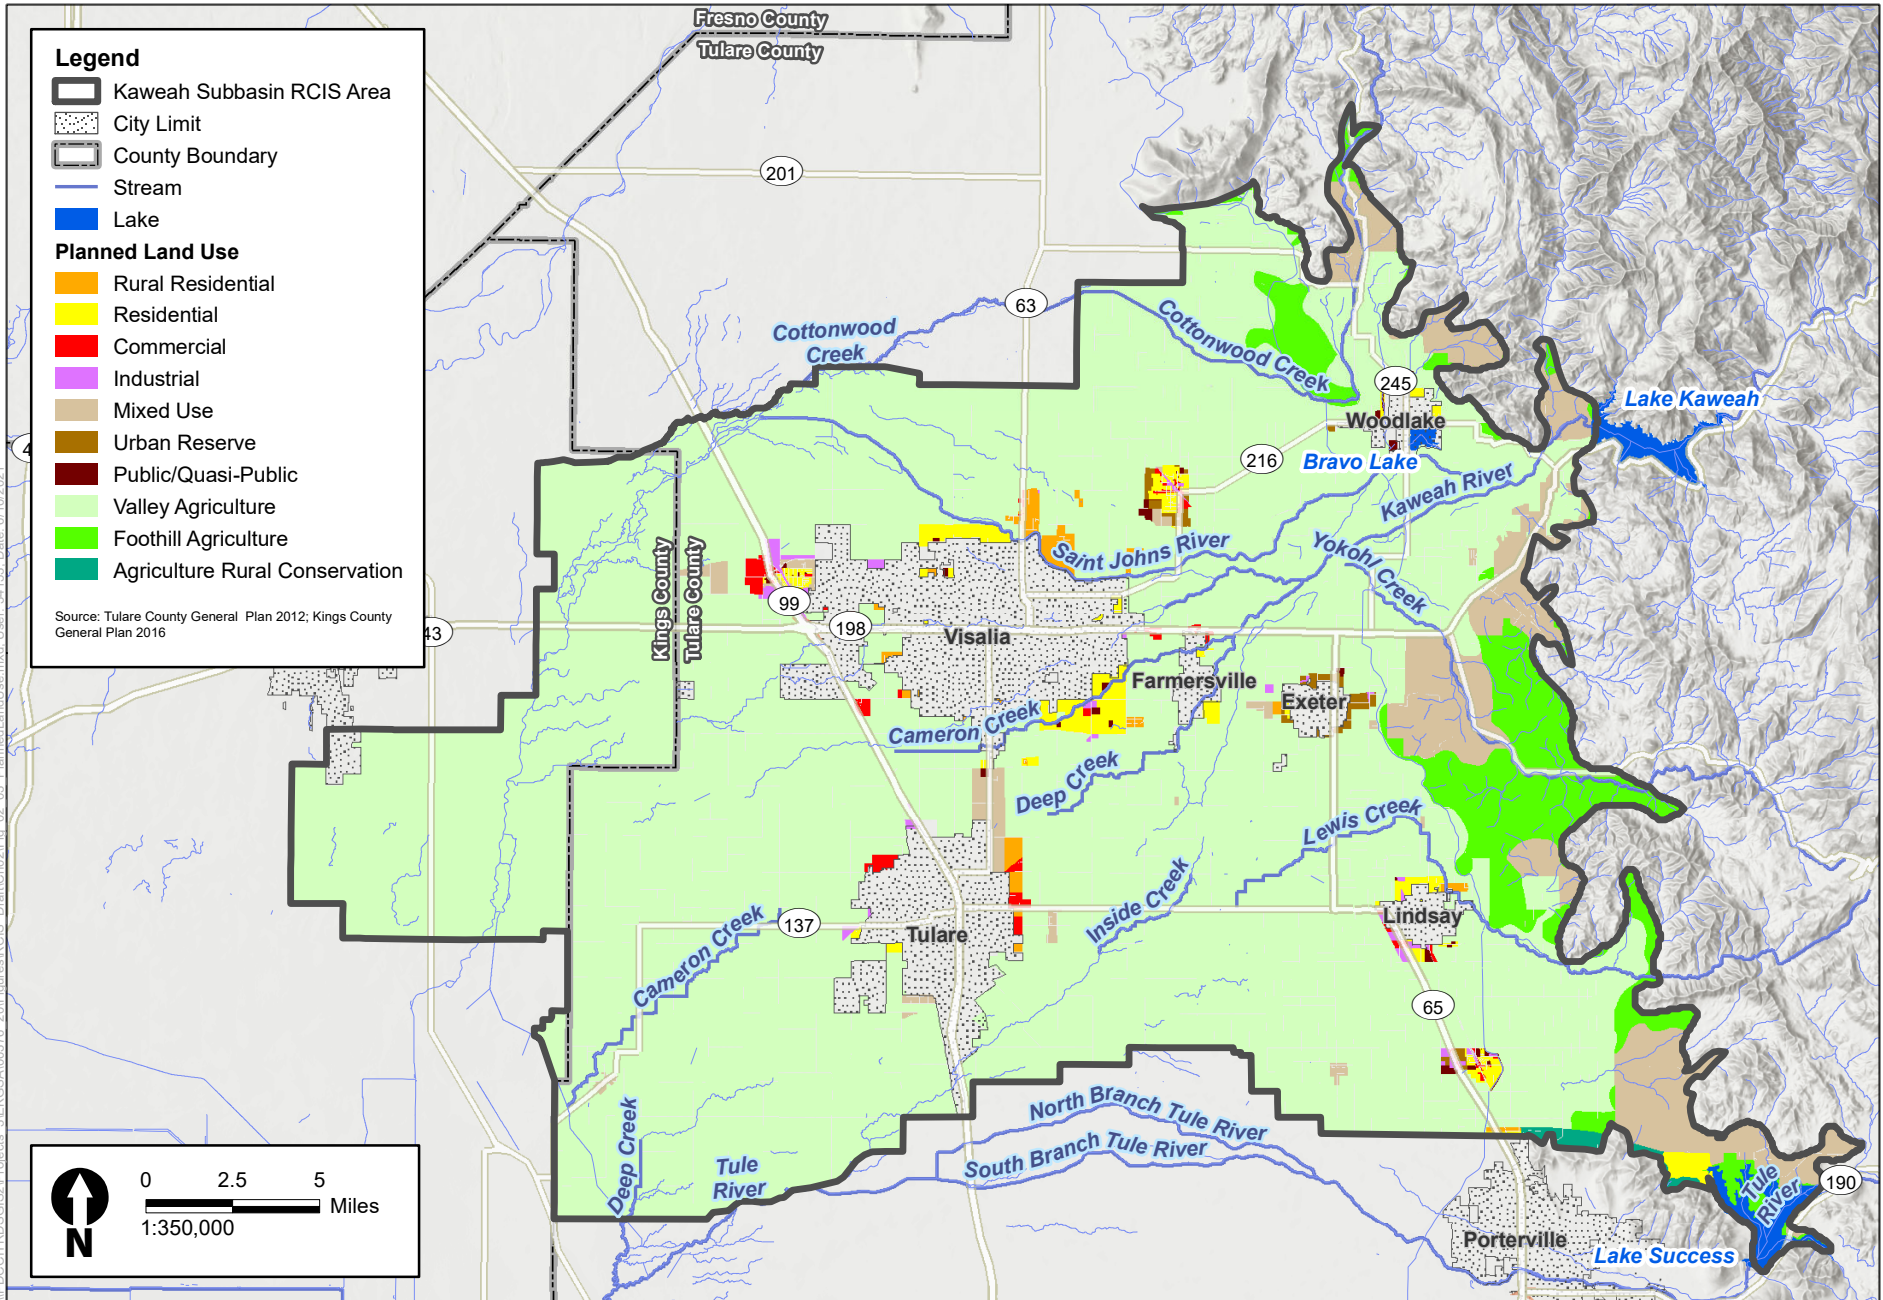 Fresno County
Tulare County
Legend
Kaweah Subbasin RCIS Area
City Limit
County Boundary
Stream
Lake
Planned Land Use
Rural Residential
Residential
Commercial
Industrial
Mixed Use
Urban Reserve
Public/Quasi-Public
Valley Agriculture
Foothill Agriculture
Agriculture Rural Conservation
Source: Tulare County General Plan 2012; Kings County
General Plan 2016
201
63
Cottonwood
Creek
Cottonwood Creek
245
Woodlake
Lake Kaweah
216
Bravo Lake
Kaweah River
Saint Johns River
Yokohl Creek
Kings County
Tulare County
99
43
198
Visalia
Farmersville
Exeter
Cameron Creek
Deep Creek
Lewis Creek
Inside Creek
Lindsay
137
Tulare
Cameron Creek
65
North Branch Tule River
South Branch Tule River
Deep Creek
Tule
River
Tule
River
190
Porterville
Lake Success
N
0 2.5 5
Miles
1:350,000